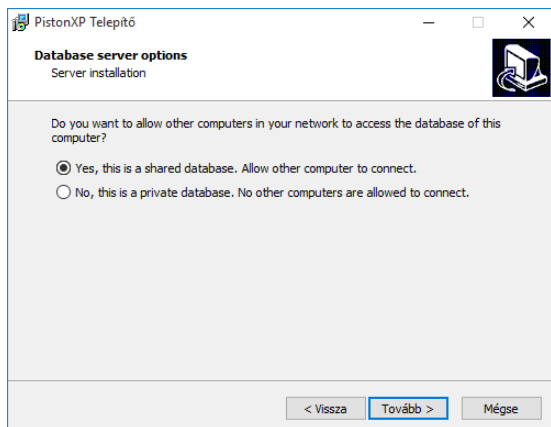 PistonXP Telepítő
Database server options
Server installation
Do you want to allow other computers in your network to access the database of this
computer?
Yes, this is a shared database. Allow other computer to connect.
No, this is a private database. No other computers are allowed to connect.
< Vissza
Tovább >
Mégse